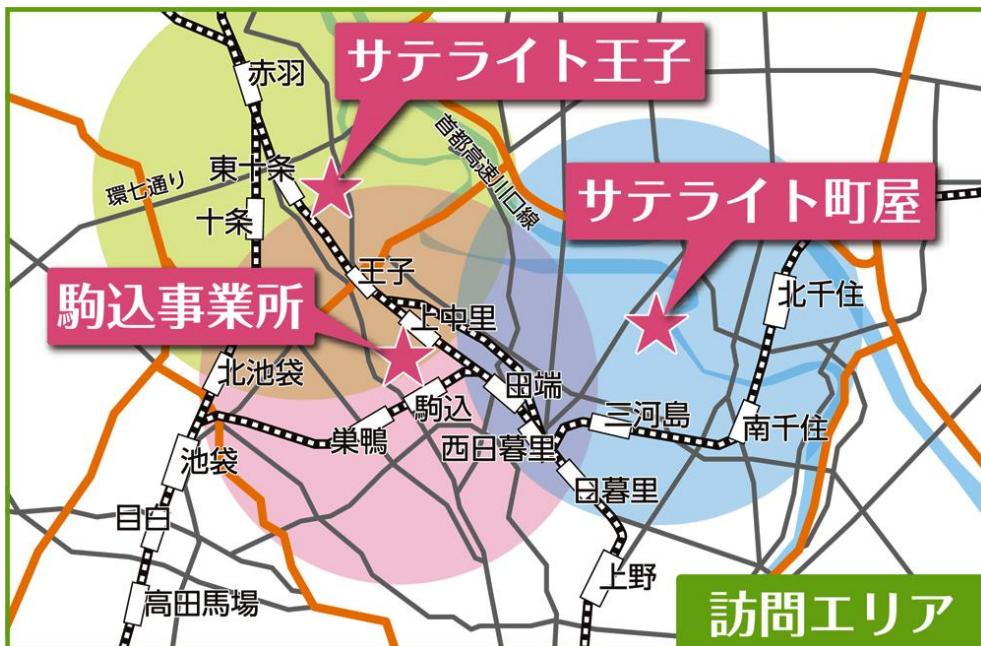 サテライト王子
赤羽
首都高速川口線
東十条
環七通り
サテライト町屋
十条
王子
北千住
駒込事業所
上中里
北池袋
駒込
田端
三河島
南千住
巣鴨
西日暮里
池袋
日暮里
目白
上野
高田馬場
訪問エリア